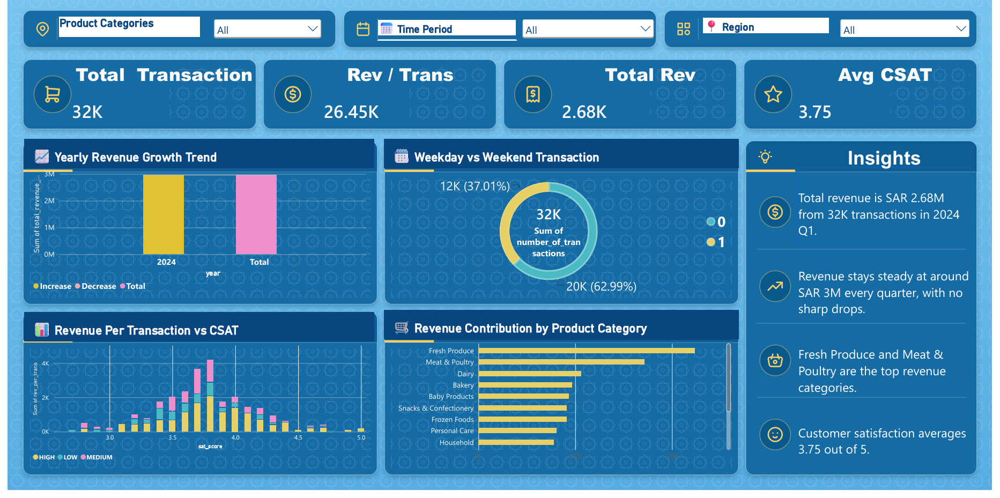 Product Categories
All
Time Period
All
Region
All
Total Transaction
32K
Rev / Trans
26.45K
Total Rev
2.68K
Avg CSAT
3.75
Yearly Revenue Growth Trend
Sum of total_revenue_...
3M
2M
1M
0M
2024
Total
year
Increase
Decrease
Total
Weekday vs Weekend Transaction
12K (37.01%)
32K
Sum of
number_of_tran
sactions
20K (62.99%)
0
1
Insights
Total revenue is SAR 2.68M
from 32K transactions in 2024
Q1.
Revenue stays steady at around
SAR 3M every quarter, with no
sharp drops.
Fresh Produce and Meat &
Poultry are the top revenue
categories.
Customer satisfaction averages
3.75 out of 5.
Revenue Per Transaction vs CSAT
Sum of rev_per_trans
4K
2K
0K
3.0
3.5
4.0
4.5
5.0
sat_score
HIGH
LOW
MEDIUM
Revenue Contribution by Product Category
Fresh Produce
Meat & Poultry
Dairy
Bakery
Baby Products
Snacks & Confectionery
Frozen Foods
Personal Care
Household